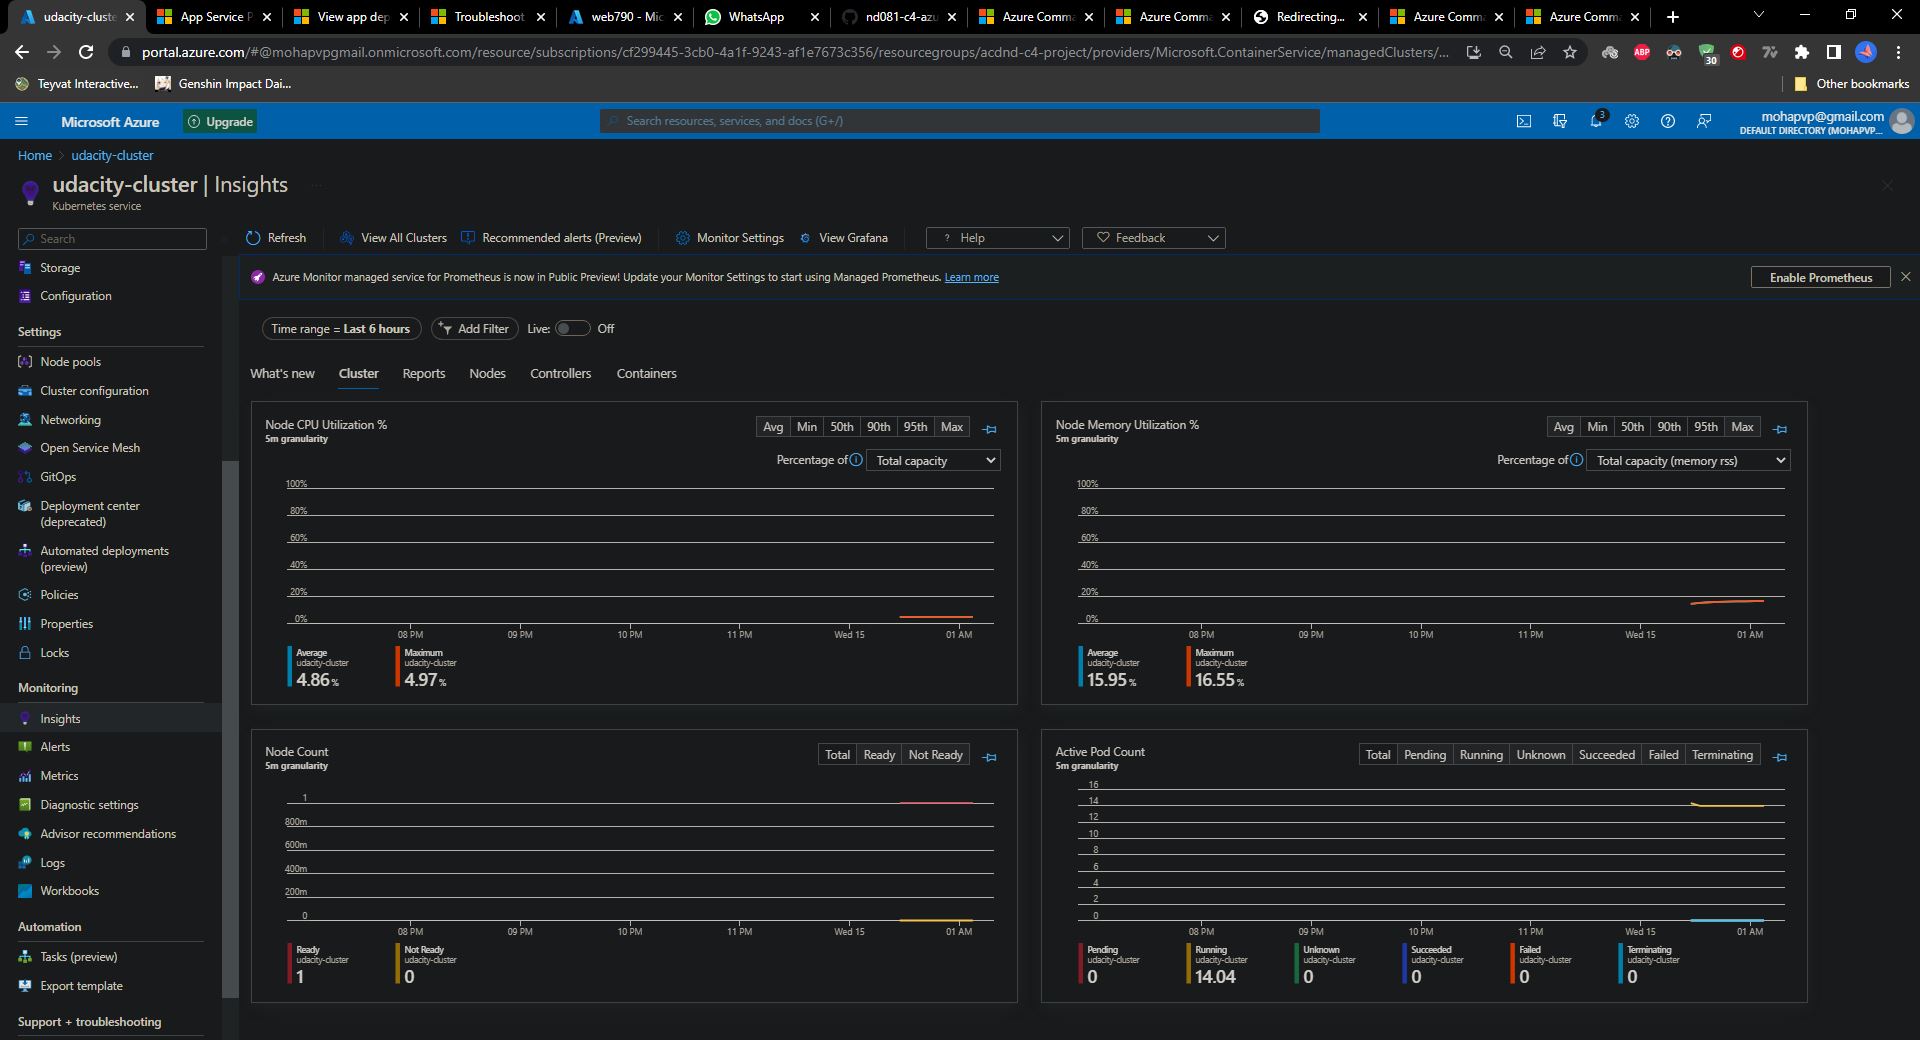 udacity-cluste
App Service P
View app dep
Troubleshoot
web790 - Mic
WhatsApp
nd081-c4-azu
Azure Comma
Azure Comma
Redirecting...
Azure Comma
Azure Comma
portal.azure.com/#@mohapvpgmail.onmicrosoft.com/resource/subscriptions/cf299445-3cb0-4a1f-9243-af1e7673c356/resourcegroups/acdnd-c4-project/providers/Microsoft.ContainerService/managedClusters/...
ABP
30
Teyvat Interactive...
Genshin Impact Dai...
Other bookmarks
Microsoft Azure
Upgrade
Search resources, services, and docs (G+/)
3
mohapvp@gmail.com
DEFAULT DIRECTORY (MOHAPVP...
Home > udacity-cluster
udacity-cluster | Insights
...
Kubernetes service
Search
Refresh
View All Clusters
Recommended alerts (Preview)
Monitor Settings
View Grafana
? Help
Feedback
Azure Monitor managed service for Prometheus is now in Public Preview! Update your Monitor Settings to start using Managed Prometheus. Learn more
Enable Prometheus
Storage
Configuration
Settings
Node pools
Cluster configuration
Networking
Open Service Mesh
GitOps
Deployment center
(deprecated)
Automated deployments
(preview)
Policies
Properties
Locks
Monitoring
Insights
Alerts
Metrics
Diagnostic settings
Advisor recommendations
Logs
Workbooks
Automation
Tasks (preview)
Export template
Support + troubleshooting
Time range = Last 6 hours
Add Filter
Live: Off
What's new
Cluster
Reports
Nodes
Controllers
Containers
Node CPU Utilization %
5m granularity
Avg Min 50th 90th 95th Max
Percentage of Total capacity
100%
80%
60%
40%
20%
0%
08 PM 09 PM 10 PM 11 PM Wed 15 01 AM
Average
udacity-cluster
4.86 %
Maximum
udacity-cluster
4.97 %
Node Memory Utilization %
5m granularity
Avg Min 50th 90th 95th Max
Percentage of Total capacity (memory rss)
100%
80%
60%
40%
20%
0%
08 PM 09 PM 10 PM 11 PM Wed 15 01 AM
Average
udacity-cluster
15.95 %
Maximum
udacity-cluster
16.55 %
Node Count
5m granularity
Total Ready Not Ready
1
800m
600m
400m
200m
0
08 PM 09 PM 10 PM 11 PM Wed 15 01 AM
Ready
udacity-cluster
1
Not Ready
udacity-cluster
0
Active Pod Count
5m granularity
Total Pending Running Unknown Succeeded Failed Terminating
16
14
12
10
8
6
4
2
0
08 PM 09 PM 10 PM 11 PM Wed 15 01 AM
Pending
udacity-cluster
0
Running
udacity-cluster
14.04
Unknown
udacity-cluster
0
Succeeded
udacity-cluster
0
Failed
udacity-cluster
0
Terminating
udacity-cluster
0